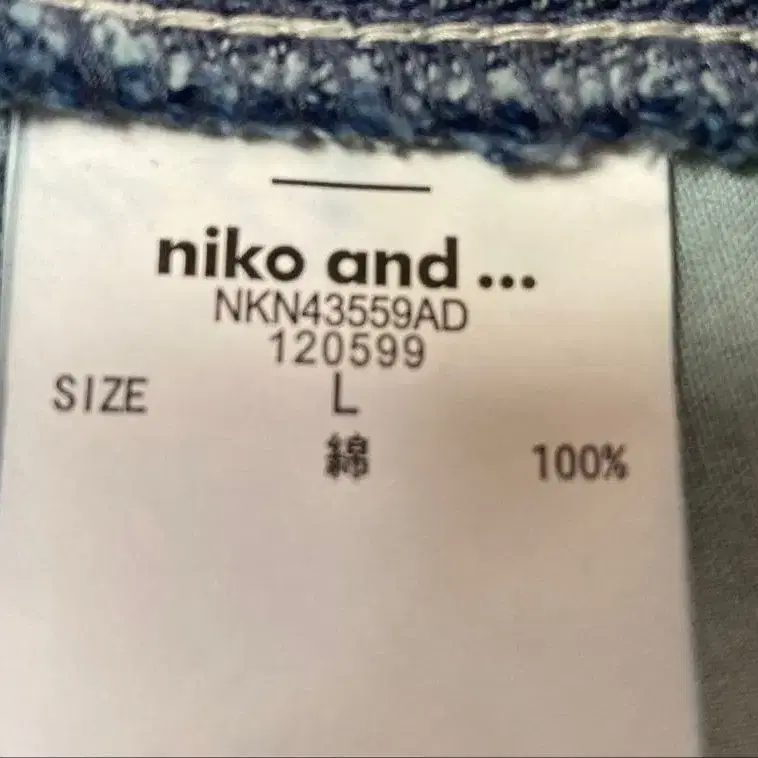 niko and ...
NKN43559AD
120599
SIZE L
綿 100%